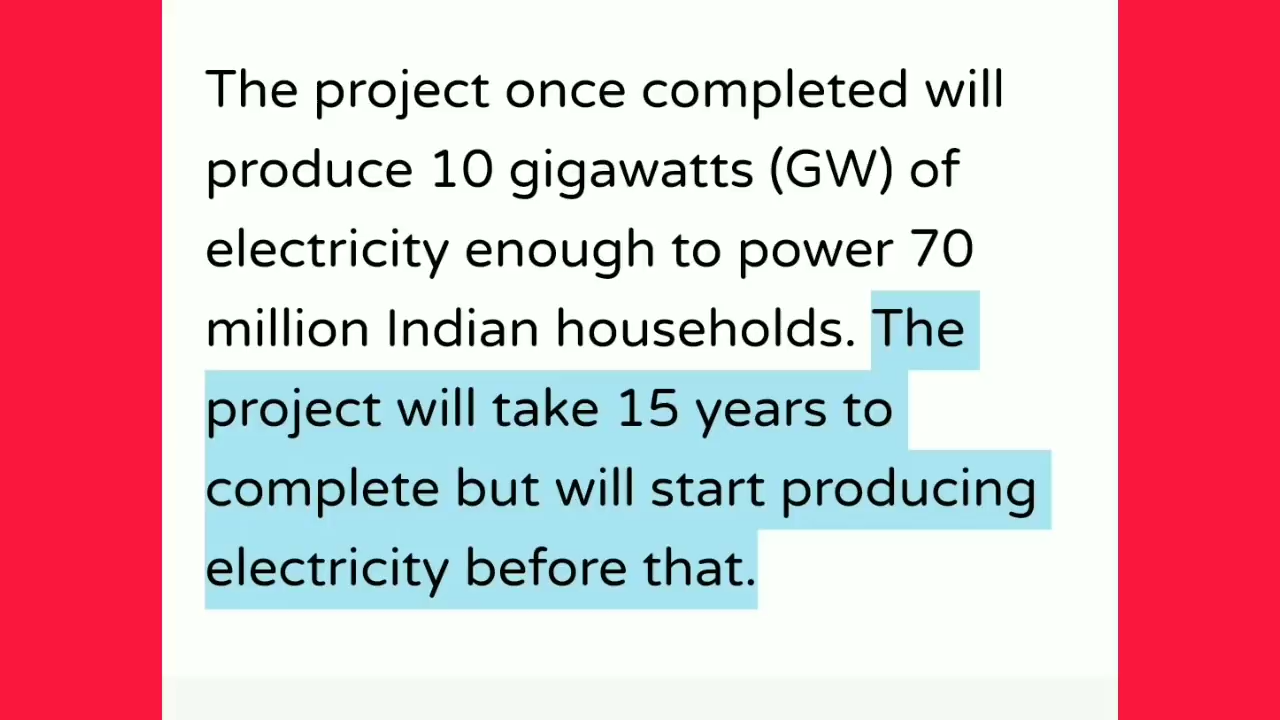 The project once completed will
produce 10 gigawatts (GW) of
electricity enough to power 70
million Indian households. The
project will take 15 years to
complete but will start producing
electricity before that.